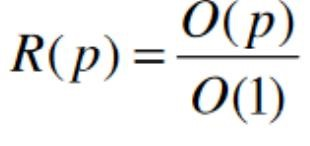 R(p) = O(p) / O(1)